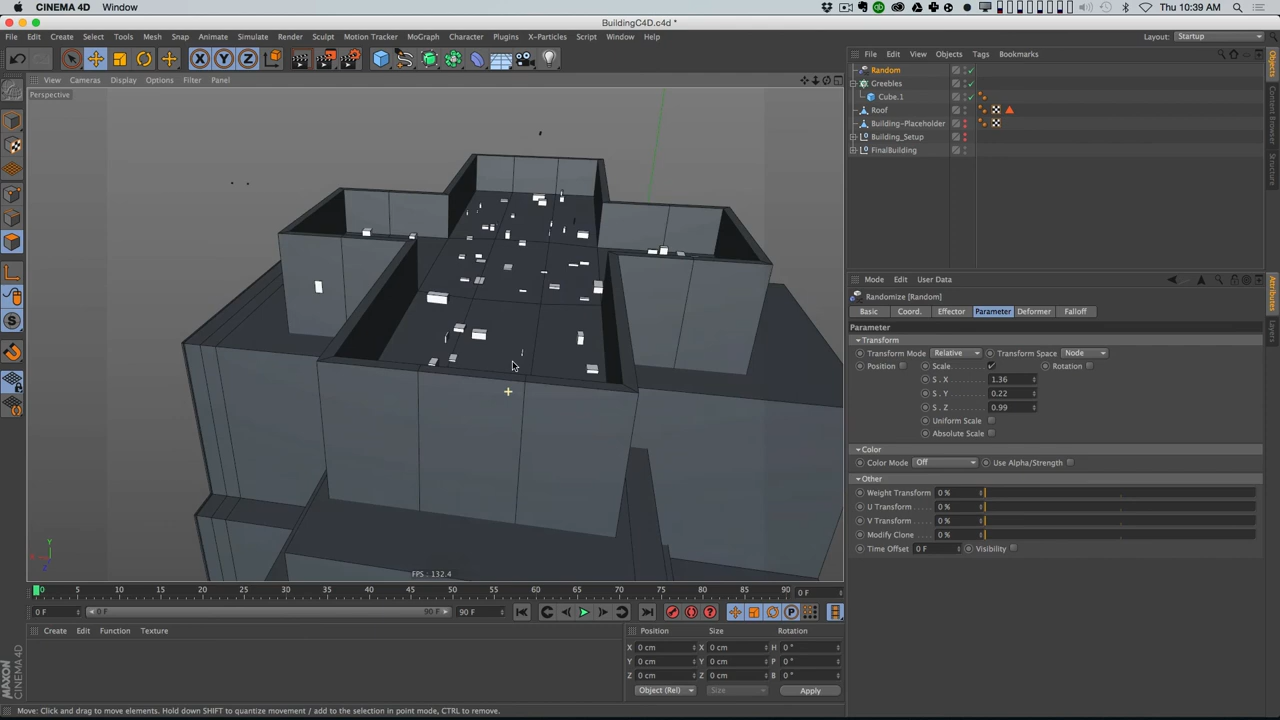 CINEMA 4D Window Thu 10:39 AM
BuildingC4D.c4d *
File Edit Create Select Tools Mesh Snap Animate Simulate Render Sculpt Motion Tracker MoGraph Character Plugins X-Particles Script Window Help Layout: Startup
View Cameras Display Options Filter Panel
Perspective
Y
X
Z
FPS : 132.4
File Edit View Objects Tags Bookmarks
Random
Greebles
Cube.1
Roof
Building-Placeholder
Building_Setup
FinalBuilding
Objects
Content Browser
Structure
Mode Edit User Data
Randomize [Random]
Basic Coord. Effector Parameter Deformer Falloff
Parameter
Transform
Transform Mode Relative Transform Space Node
Position Scale Rotation
S . X 1.36
S . Y 0.22
S . Z 0.99
Uniform Scale
Absolute Scale
Color
Color Mode Off Use Alpha/Strength
Other
Weight Transform 0 %
U Transform 0 %
V Transform 0 %
Modify Clone 0 %
Time Offset 0 F Visibility
Attributes
Layers
0 5 10 15 20 25 30 35 40 45 50 55 60 65 70 75 80 85 90 0 F
0 F 0 F 90 F 90 F
Create Edit Function Texture
Position Size Rotation
X 0 cm X 0 cm H 0 °
Y 0 cm Y 0 cm P 0 °
Z 0 cm Z 0 cm B 0 °
Object (Rel) Size Apply
MAXON CINEMA 4D
Move: Click and drag to move elements. Hold down SHIFT to quantize movement / add to the selection in point mode, CTRL to remove.